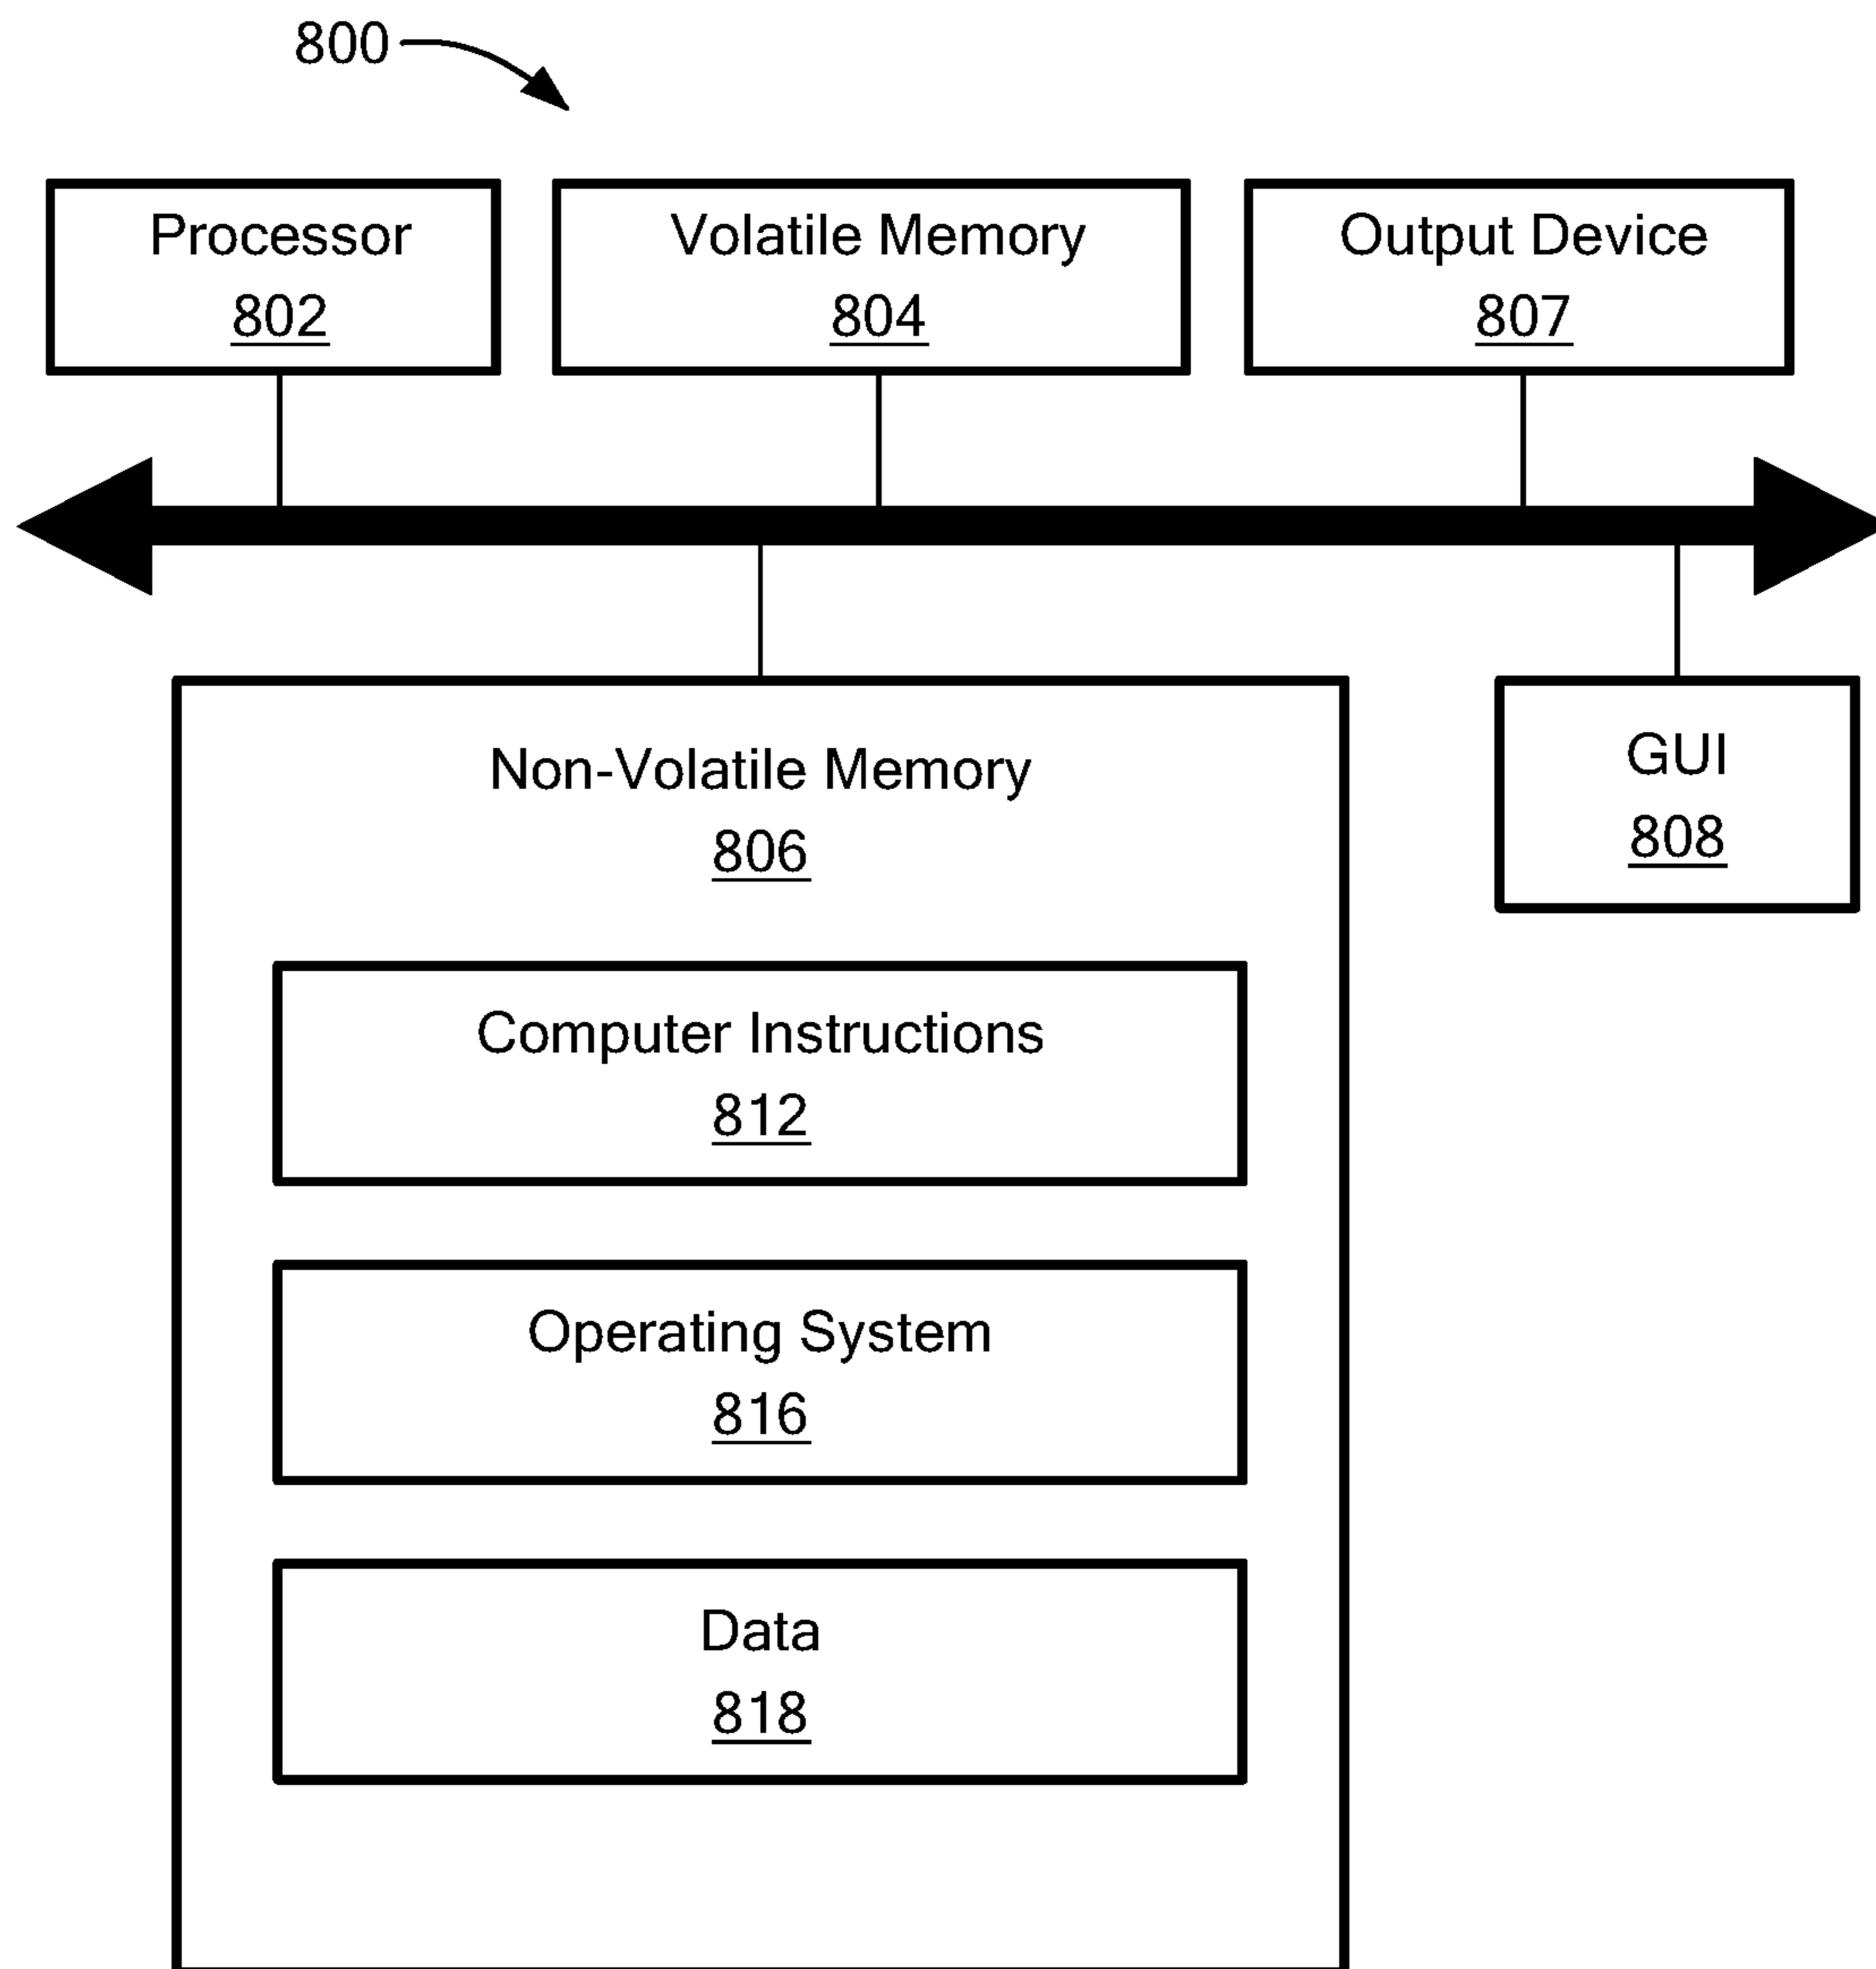 800
Processor
802
Volatile Memory
804
Output Device
807
Non-Volatile Memory
806
GUI
808
Computer Instructions
812
Operating System
816
Data
818